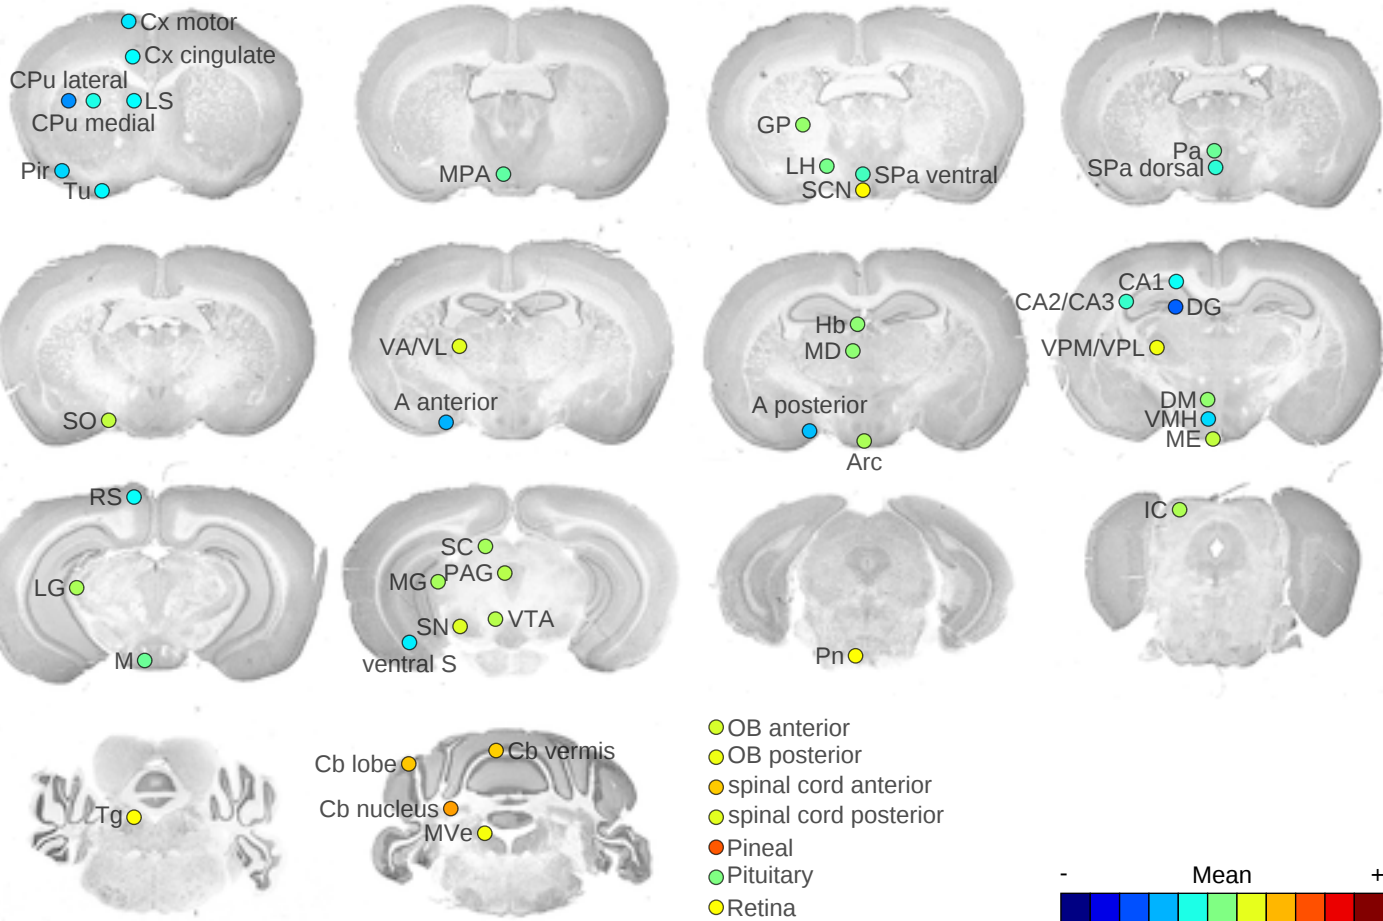 Cx motor
Cx cingulate
CPu lateral
LS
CPu medial
Pir
Tu
MPA
GP
LH
SPa ventral
SCN
Pa
SPa dorsal
SO
VA/VL
A anterior
Hb
MD
A posterior
Arc
CA1
CA2/CA3
DG
VPM/VPL
DM
VMH
ME
RS
LG
M
SC
MG
PAG
SN
VTA
ventral S
Pn
IC
Tg
Cb lobe
Cb vermis
Cb nucleus
MVe
OB anterior
OB posterior
spinal cord anterior
spinal cord posterior
Pineal
Pituitary
Retina
- Mean +